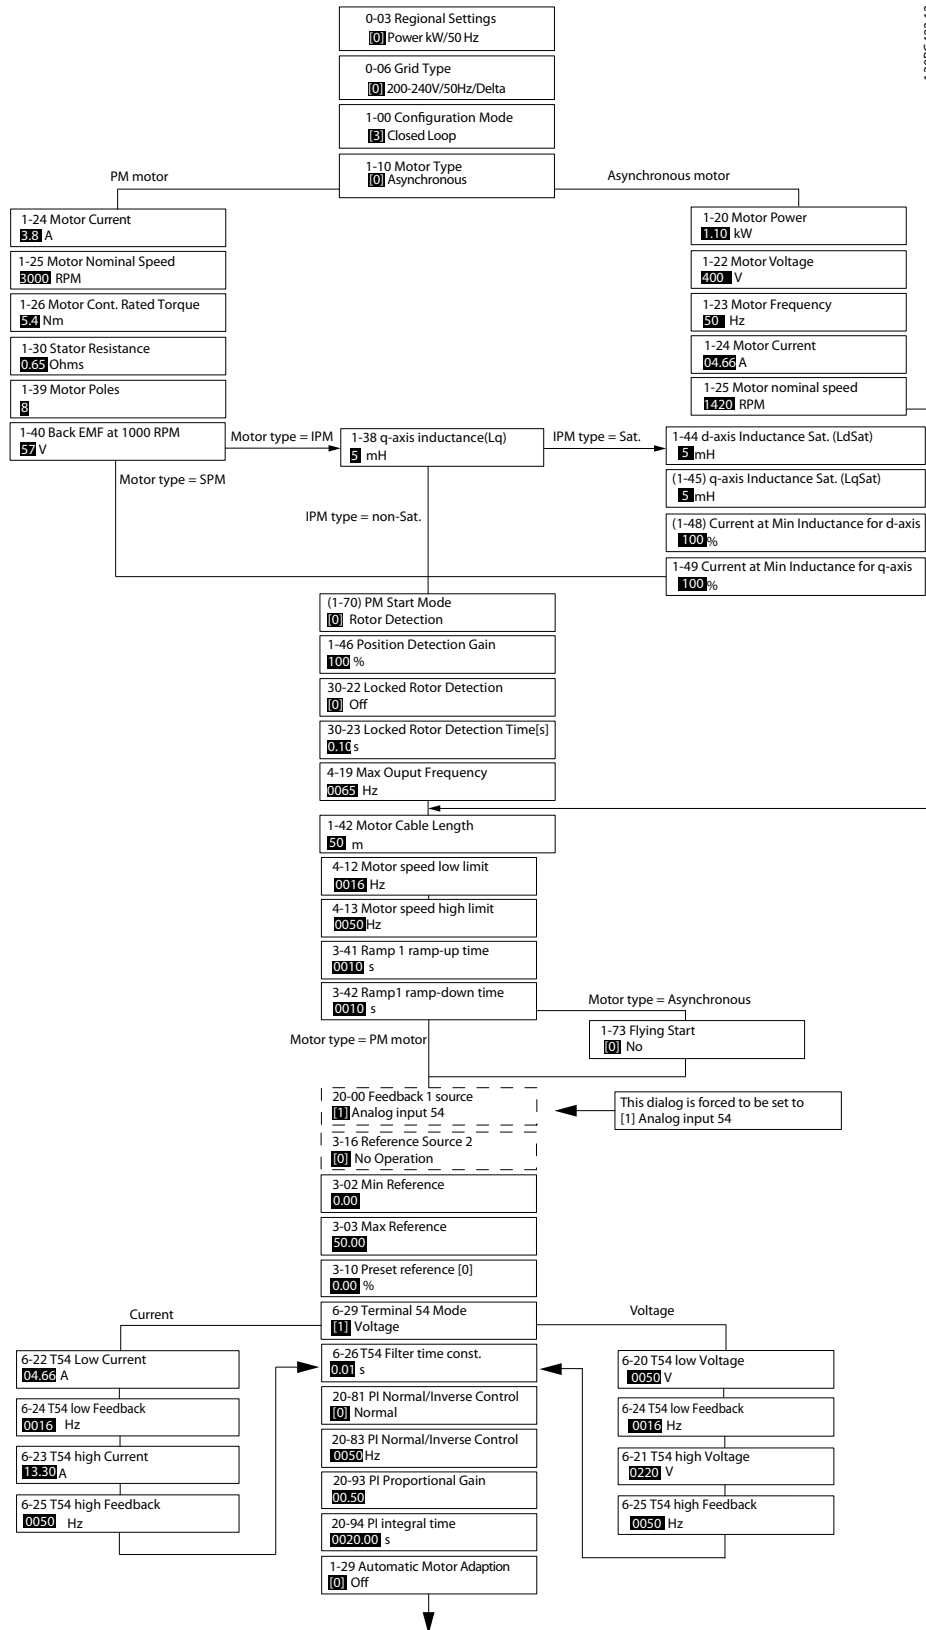 0-03 Regional Settings
[0] Power kW/50 Hz
0-06 Grid Type
[0] 200-240V/50Hz/Delta
1-00 Configuration Mode
[3] Closed Loop
1-10 Motor Type
[0] Asynchronous
PM motor
Asynchronous motor
1-24 Motor Current
3.8 A
1-25 Motor Nominal Speed
3000 RPM
1-26 Motor Cont. Rated Torque
5.4 Nm
1-30 Stator Resistance
0.65 Ohms
1-39 Motor Poles
8
1-40 Back EMF at 1000 RPM
57 V
1-20 Motor Power
1.10 kW
1-22 Motor Voltage
400 V
1-23 Motor Frequency
50 Hz
1-24 Motor Current
04.66 A
1-25 Motor nominal speed
1420 RPM
Motor type = IPM
1-38 q-axis inductance(Lq)
5 mH
IPM type = Sat.
1-44 d-axis Inductance Sat. (LdSat)
5 mH
(1-45) q-axis Inductance Sat. (LqSat)
5 mH
(1-48) Current at Min Inductance for d-axis
100 %
1-49 Current at Min Inductance for q-axis
100 %
Motor type = SPM
IPM type = non-Sat.
(1-70) PM Start Mode
[0] Rotor Detection
1-46 Position Detection Gain
100 %
30-22 Locked Rotor Detection
[0] Off
30-23 Locked Rotor Detection Time[s]
0.10 s
4-19 Max Ouput Frequency
0065 Hz
1-42 Motor Cable Length
50 m
4-12 Motor speed low limit
0016 Hz
4-13 Motor speed high limit
0050 Hz
3-41 Ramp 1 ramp-up time
0010 s
3-42 Ramp1 ramp-down time
0010 s
Motor type = Asynchronous
1-73 Flying Start
[0] No
Motor type = PM motor
20-00 Feedback 1 source
[1] Analog input 54
This dialog is forced to be set to
[1] Analog input 54
3-16 Reference Source 2
[0] No Operation
3-02 Min Reference
0.00
3-03 Max Reference
50.00
3-10 Preset reference [0]
0.00 %
6-29 Terminal 54 Mode
[1] Voltage
Current
Voltage
6-22 T54 Low Current
04.66 A
6-24 T54 low Feedback
0016 Hz
6-23 T54 high Current
13.30 A
6-25 T54 high Feedback
0050 Hz
6-26 T54 Filter time const.
0.01 s
20-81 PI Normal/Inverse Control
[0] Normal
20-83 PI Normal/Inverse Control
0050 Hz
20-93 PI Proportional Gain
00.50
20-94 PI integral time
0020.00 s
1-29 Automatic Motor Adaption
[0] Off
6-20 T54 low Voltage
0050 V
6-24 T54 low Feedback
0016 Hz
6-21 T54 high Voltage
0220 V
6-25 T54 high Feedback
0050 Hz